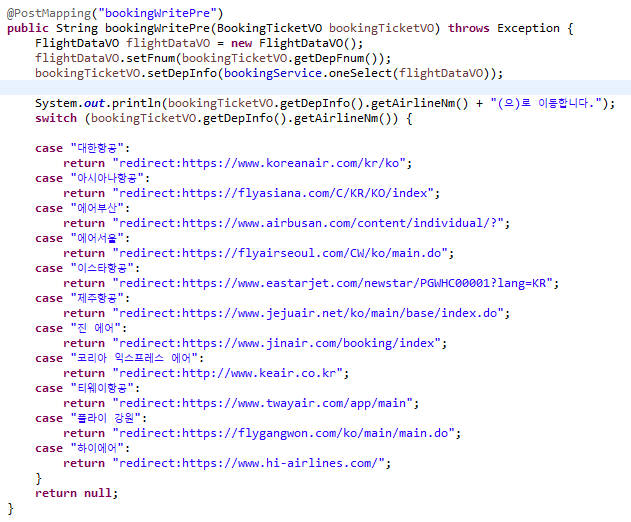 @PostMapping("bookingWritePre")
public String bookingWritePre(BookingTicketVO bookingTicketVO) throws Exception {
    FlightDataVO flightDataVO = new FlightDataVO();
    flightDataVO.setFnum(bookingTicketVO.getDepFnum());
    bookingTicketVO.setDepInfo(bookingService.oneSelect(flightDataVO));
    System.out.println(bookingTicketVO.getDepInfo().getAirlineNm() + "(으)로 이동합니다.");
    switch (bookingTicketVO.getDepInfo().getAirlineNm()) {
    case "대한항공":
        return "redirect:https://www.koreanair.com/kr/ko";
    case "아시아나항공":
        return "redirect:https://flyasiana.com/C/KR/KO/index";
    case "에어부산":
        return "redirect:https://www.airbusan.com/content/individual/?";
    case "에어서울":
        return "redirect:https://flyairseoul.com/CW/ko/main.do";
    case "이스타항공":
        return "redirect:https://www.eastarjet.com/newstar/PGWHC00001?lang=KR";
    case "제주항공":
        return "redirect:https://www.jejuair.net/ko/main/base/index.do";
    case "진 에어":
        return "redirect:https://www.jinair.com/booking/index";
    case "코리아 익스프레스 에어":
        return "redirect:http://www.keair.co.kr";
    case "티웨이항공":
        return "redirect:https://www.twayair.com/app/main";
    case "플라이 강원":
        return "redirect:https://flygangwon.com/ko/main/main.do";
    case "하이에어":
        return "redirect:https://www.hi-airlines.com/";
    }
    return null;
}